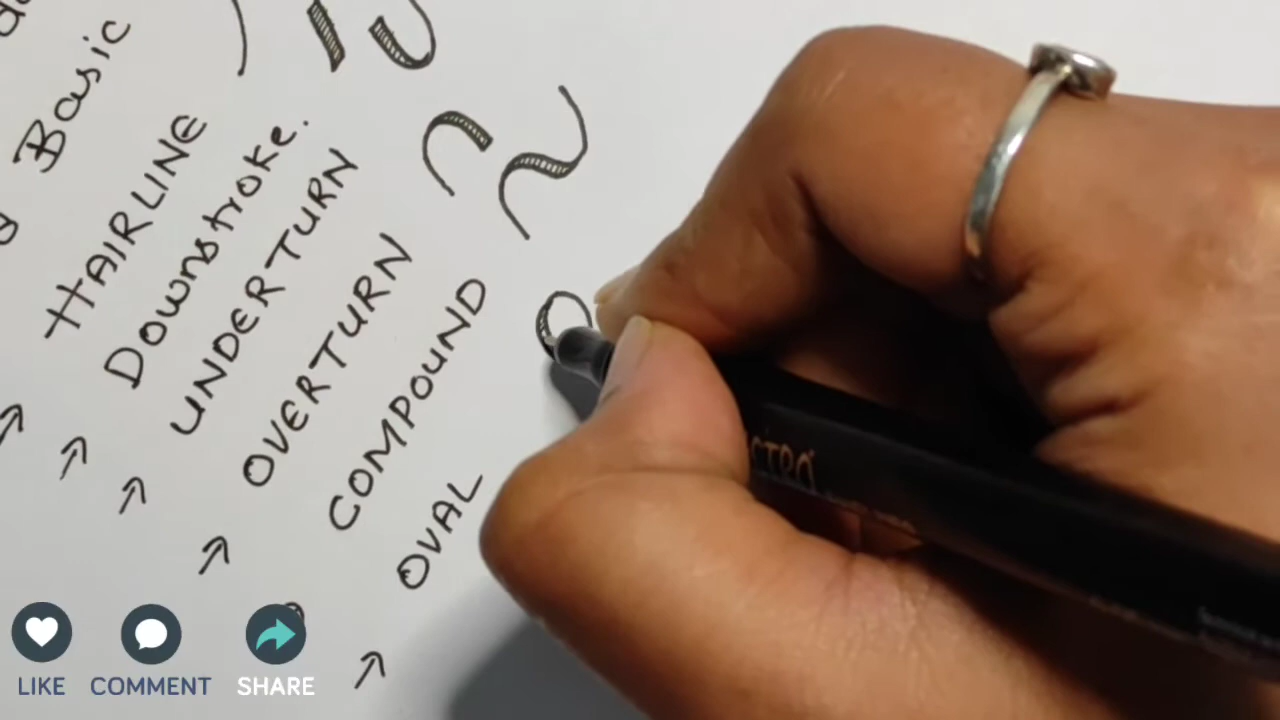 Basic
HAIRLINE
Downstroke.
UNDERTURN
OVERTURN
COMPOUND
OVAL
LIKE
COMMENT
SHARE